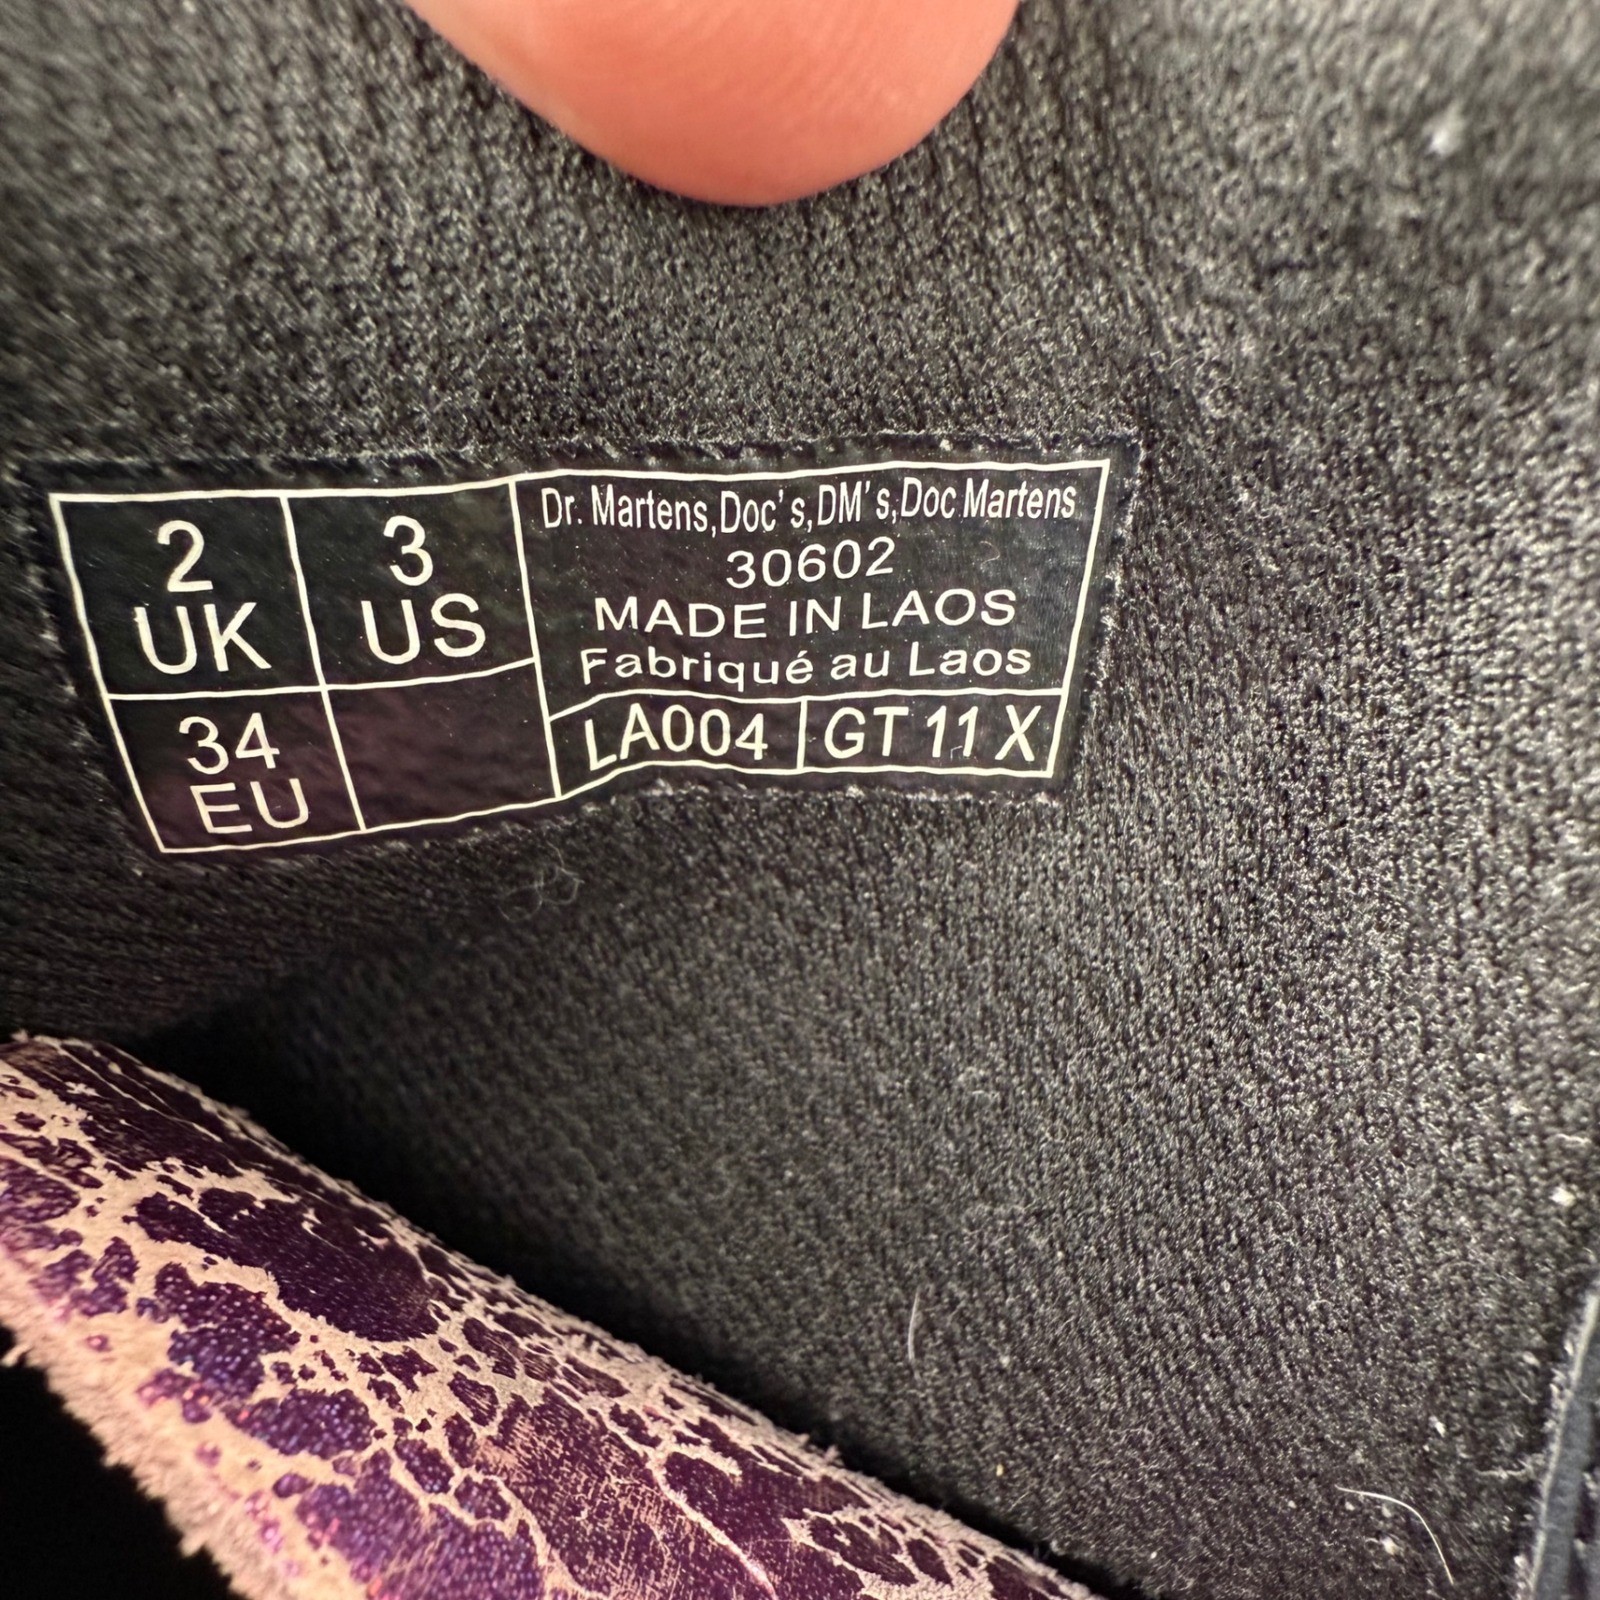 2
UK
3
US
34
EU
Dr. Martens,Doc's,DM's,Doc Martens
30602
MADE IN LAOS
Fabriqué au Laos
LA004
GT 11 X